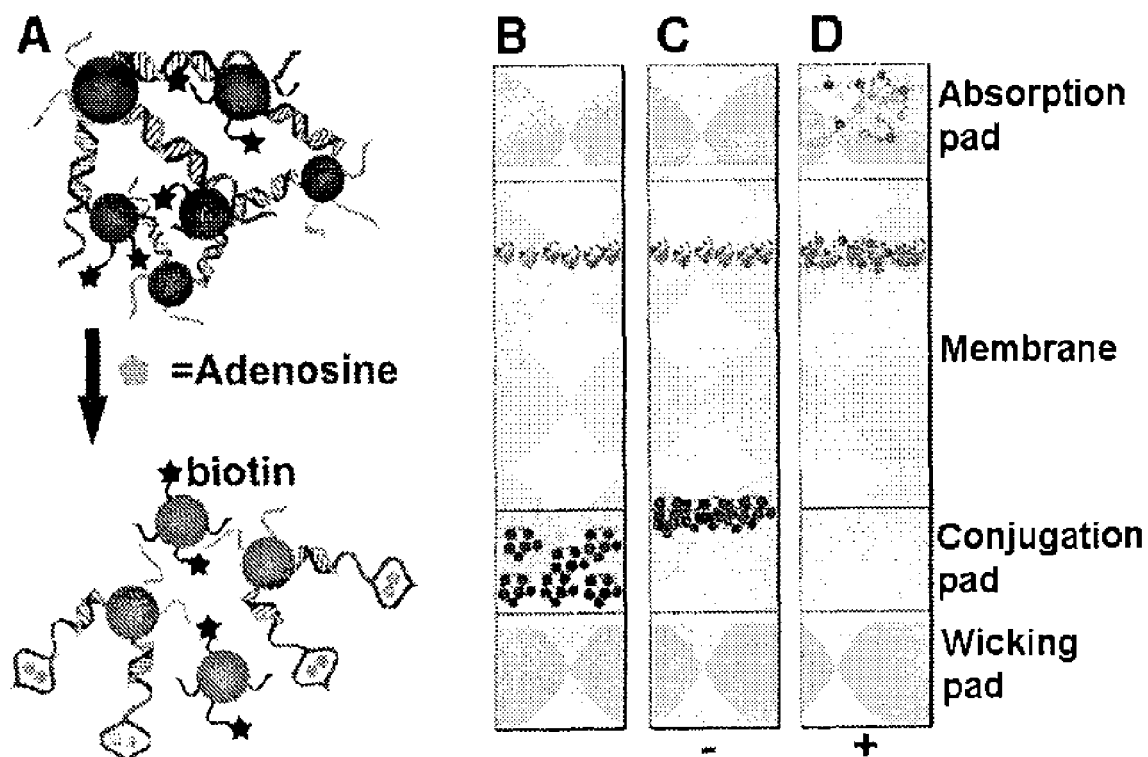 A
B
C
D
=Adenosine
biotin
Absorption
pad
Membrane
Conjugation
pad
Wicking
pad
-
+